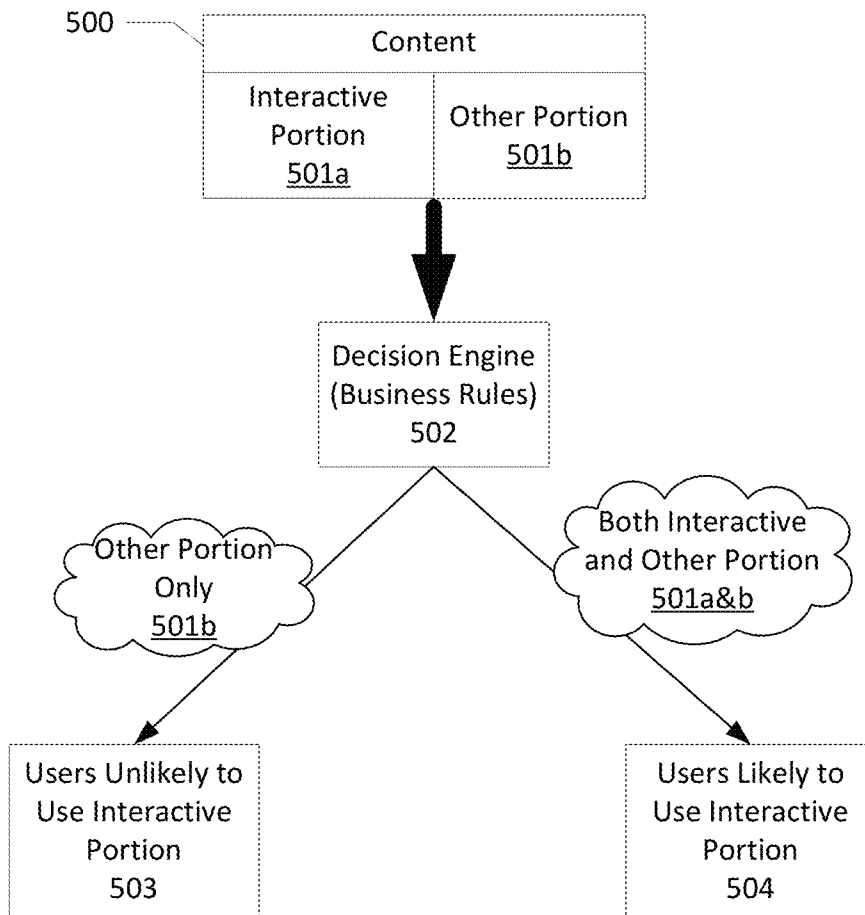 500
Content
Interactive
Portion
501a
Other Portion
501b
Decision Engine
(Business Rules)
502
Other Portion
Only
501b
Both Interactive
and Other Portion
501a&b
Users Unlikely to
Use Interactive
Portion
503
Users Likely to
Use Interactive
Portion
504